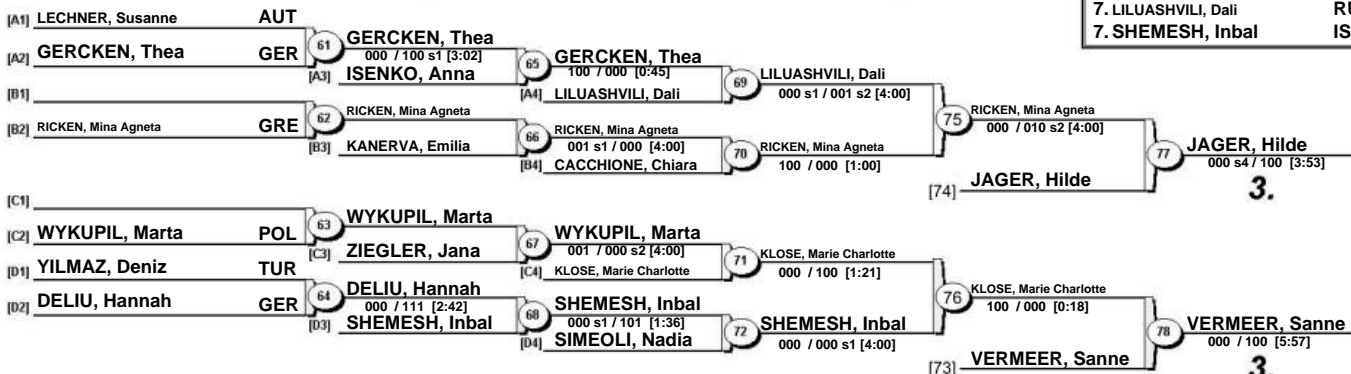 7. LILUASHVILI, Dali RU
7. SHEMESH, Inbal IS
[A1] LECHNER, Susanne AUT
[A2] GERCKEN, Thea GER
61
GERCKEN, Thea
000 / 100 s1 [3:02]
[A3] ISENKO, Anna
65
GERCKEN, Thea
100 / 000 [0:45]
[A4] LILUASHVILI, Dali
69
LILUASHVILI, Dali
000 s1 / 001 s2 [4:00]
[B1]
[B2] RICKEN, Mina Agneta GRE
62
RICKEN, Mina Agneta
[B3] KANERVA, Emilia
66
RICKEN, Mina Agneta
001 s1 / 000 [4:00]
[B4] CACCHIONE, Chiara
70
RICKEN, Mina Agneta
100 / 000 [1:00]
75
RICKEN, Mina Agneta
000 / 010 s2 [4:00]
[74] JAGER, Hilde
77
JAGER, Hilde
000 s4 / 100 [3:53]
3.
[C1]
[C2] WYKUPIL, Marta POL
63
WYKUPIL, Marta
[C3] ZIEGLER, Jana
67
WYKUPIL, Marta
001 / 000 s2 [4:00]
[C4] KLOSE, Marie Charlotte
71
KLOSE, Marie Charlotte
000 / 100 [1:21]
[D1] YILMAZ, Deniz TUR
[D2] DELIU, Hannah GER
64
DELIU, Hannah
000 / 111 [2:42]
[D3] SHEMESH, Inbal
68
SHEMESH, Inbal
000 s1 / 101 [1:36]
[D4] SIMEOLI, Nadia
72
SHEMESH, Inbal
000 / 000 s1 [4:00]
76
KLOSE, Marie Charlotte
100 / 000 [0:18]
[73] VERMEER, Sanne
78
VERMEER, Sanne
000 / 100 [5:57]
3.